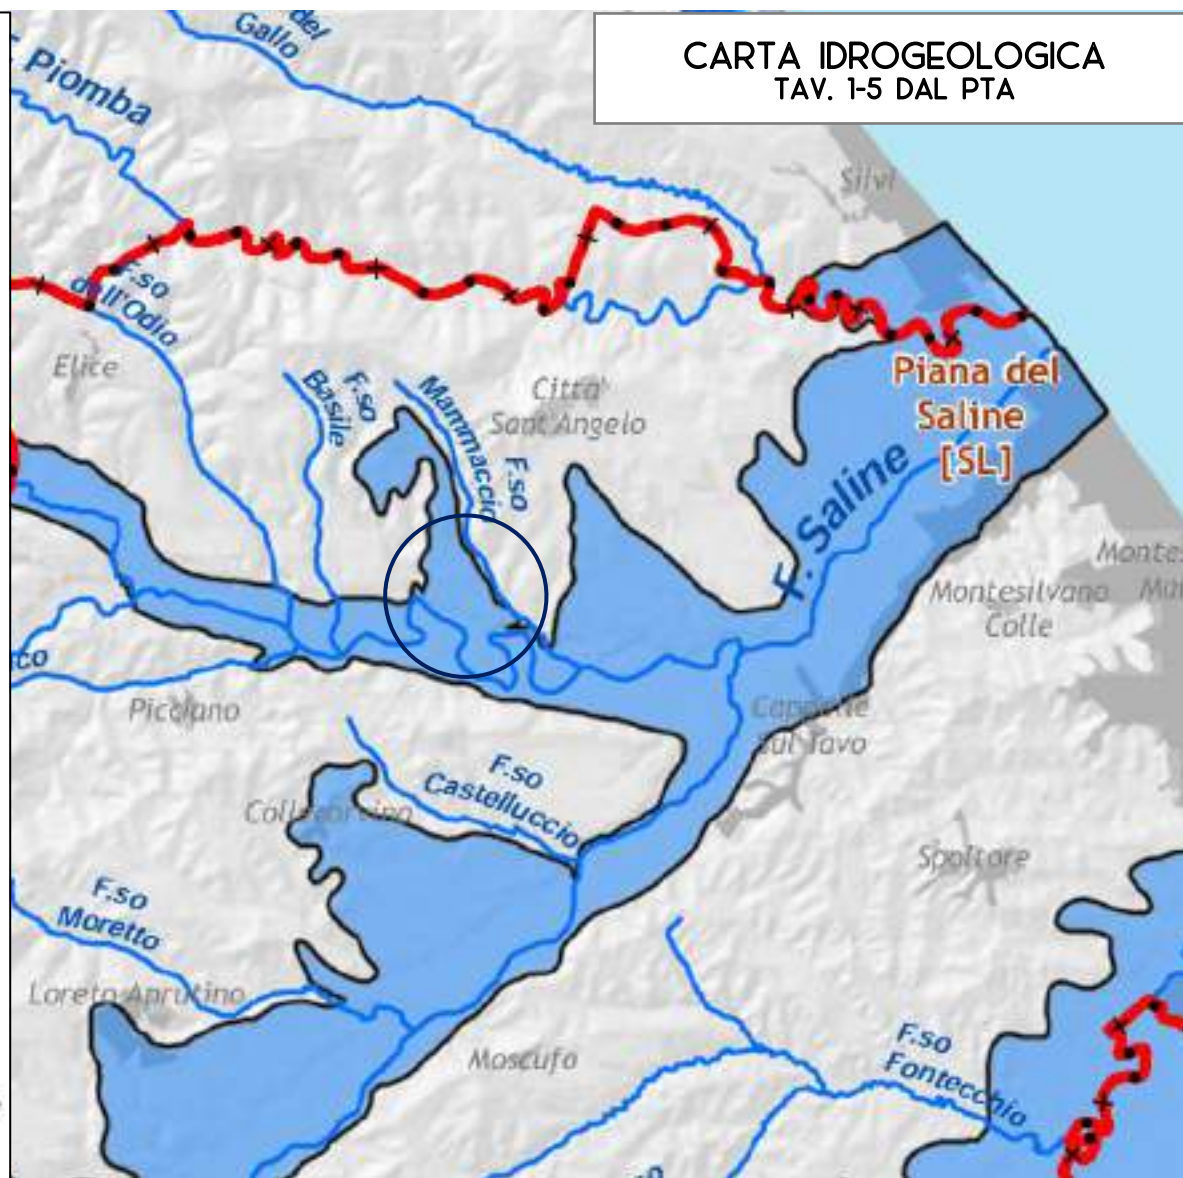 CARTA IDROGEOLOGICA
TAV. 1-5 DAL PTA
del
Gallo
Piomba
Silvi
F.so
dell'Odio
Elice
F.so
Basile
Mammaccio
F.so
Città
Sant'Angelo
Piana del
Saline
[SL]
F. Saline
Montesilvano
Colle
Picciano
Cappelle
sul Tavo
F.so
Castelluccio
Collecorvino
Spoltore
F.so
Moretto
Loreto Aprutino
Moscufo
F.so
Fontecchio